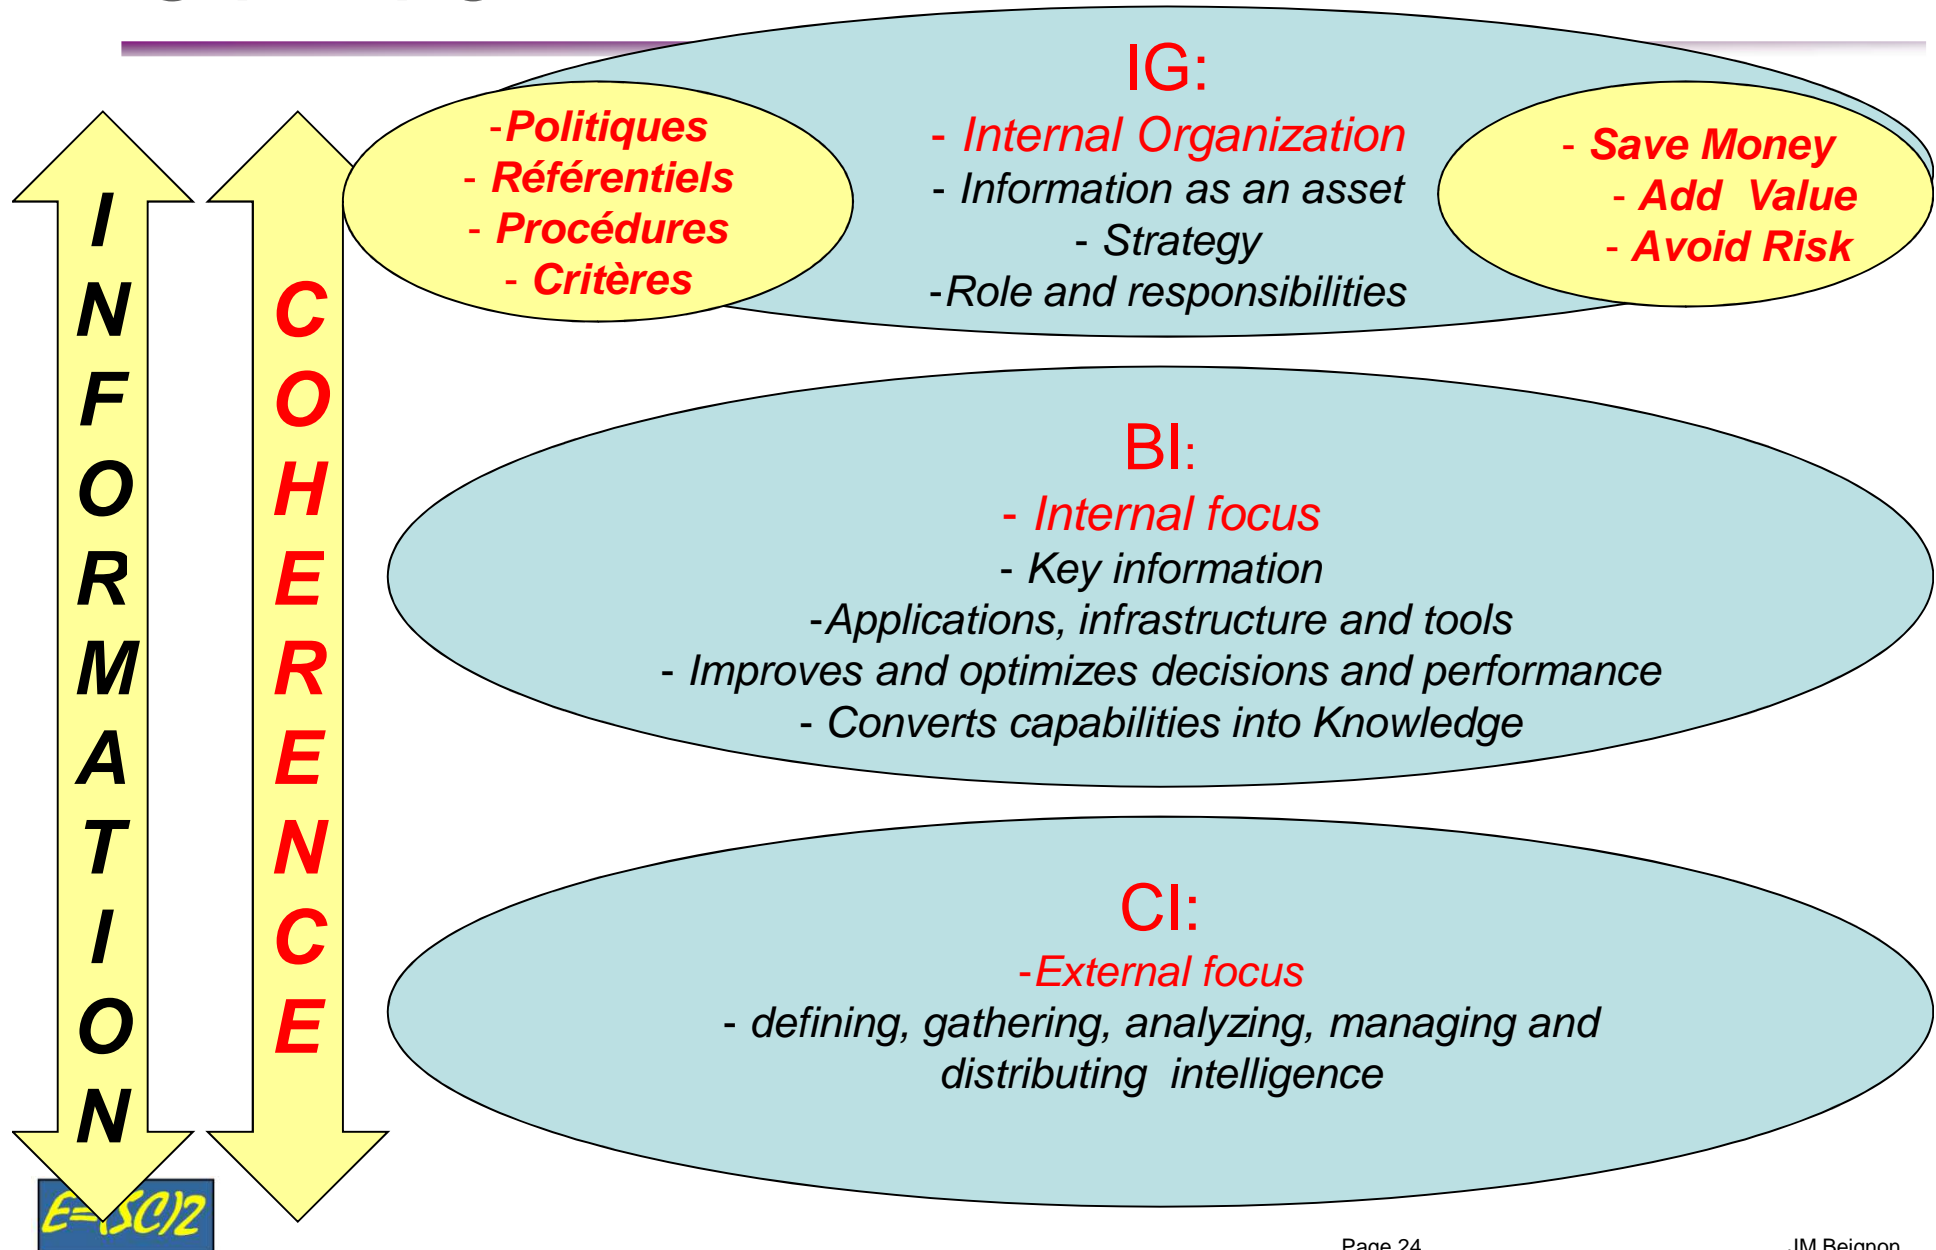 IG:
-Politiques
- Référentiels
- Procédures
- Critères
- Internal Organization
- Information as an asset
- Strategy
-Role and responsibilities
- Save Money
- Add Value
- Avoid Risk
INFORMATION
COHERENCE
BI:
- Internal focus
- Key information
-Applications, infrastructure and tools
- Improves and optimizes decisions and performance
- Converts capabilities into Knowledge
CI:
-External focus
- defining, gathering, analyzing, managing and
distributing intelligence
E=(SC)2
Page 24
JM Beignon